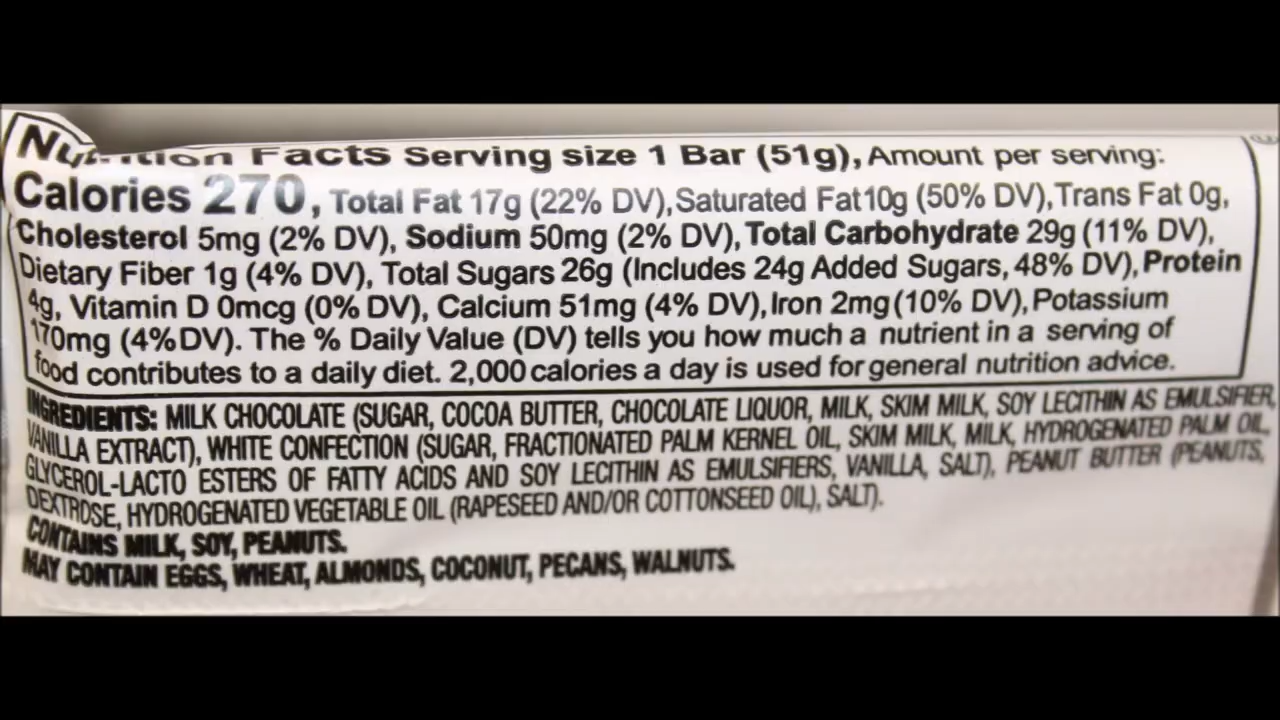 Nutrition Facts Serving size 1 Bar (51g), Amount per serving:
Calories 270, Total Fat 17g (22% DV), Saturated Fat 10g (50% DV), Trans Fat 0g,
Cholesterol 5mg (2% DV), Sodium 50mg (2% DV), Total Carbohydrate 29g (11% DV),
Dietary Fiber 1g (4% DV), Total Sugars 26g (Includes 24g Added Sugars, 48% DV), Protein
4g, Vitamin D 0mcg (0% DV), Calcium 51mg (4% DV), Iron 2mg (10% DV), Potassium
170mg (4% DV). The % Daily Value (DV) tells you how much a nutrient in a serving of
food contributes to a daily diet. 2,000 calories a day is used for general nutrition advice.
INGREDIENTS: MILK CHOCOLATE (SUGAR, COCOA BUTTER, CHOCOLATE LIQUOR, MILK, SKIM MILK, SOY LECITHIN AS EMULSIFIER,
VANILLA EXTRACT), WHITE CONFECTION (SUGAR, FRACTIONATED PALM KERNEL OIL, SKIM MILK, MILK, HYDROGENATED PALM OIL,
GLYCEROL-LACTO ESTERS OF FATTY ACIDS AND SOY LECITHIN AS EMULSIFIERS, VANILLA, SALT), PEANUT BUTTER (PEANUTS,
DEXTROSE, HYDROGENATED VEGETABLE OIL (RAPESEED AND/OR COTTONSEED OIL), SALT).
CONTAINS MILK, SOY, PEANUTS.
MAY CONTAIN EGGS, WHEAT, ALMONDS, COCONUT, PECANS, WALNUTS.